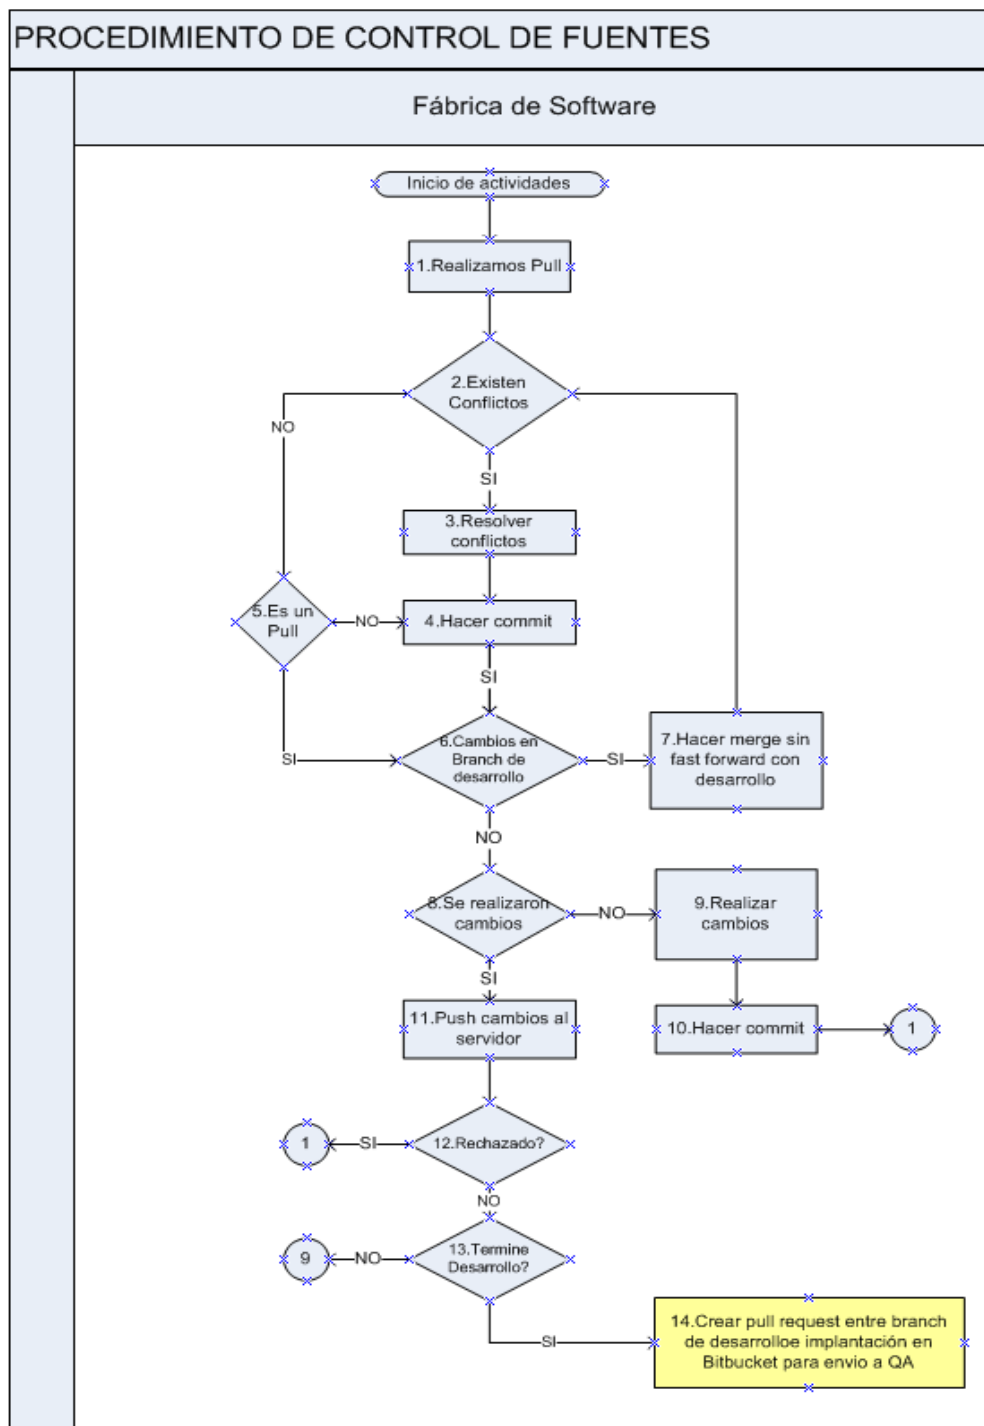 PROCEDIMIENTO DE CONTROL DE FUENTES
Fábrica de Software
Inicio de actividades
1.Realizamos Pull
2.Existen
Conflictos
NO
SI
3.Resolver
conflictos
5.Es un
Pull
NO
4.Hacer commit
SI
SI
6.Cambios en
Branch de
desarrollo
SI
7.Hacer merge sin
fast forward con
desarrollo
NO
8.Se realizaron
cambios
NO
9.Realizar
cambios
SI
11.Push cambios al
servidor
10.Hacer commit
1
12.Rechazado?
SI
1
NO
13.Termine
Desarrollo?
NO
9
SI
14.Crear pull request entre branch
de desarrolloe implantación en
Bitbucket para envio a QA